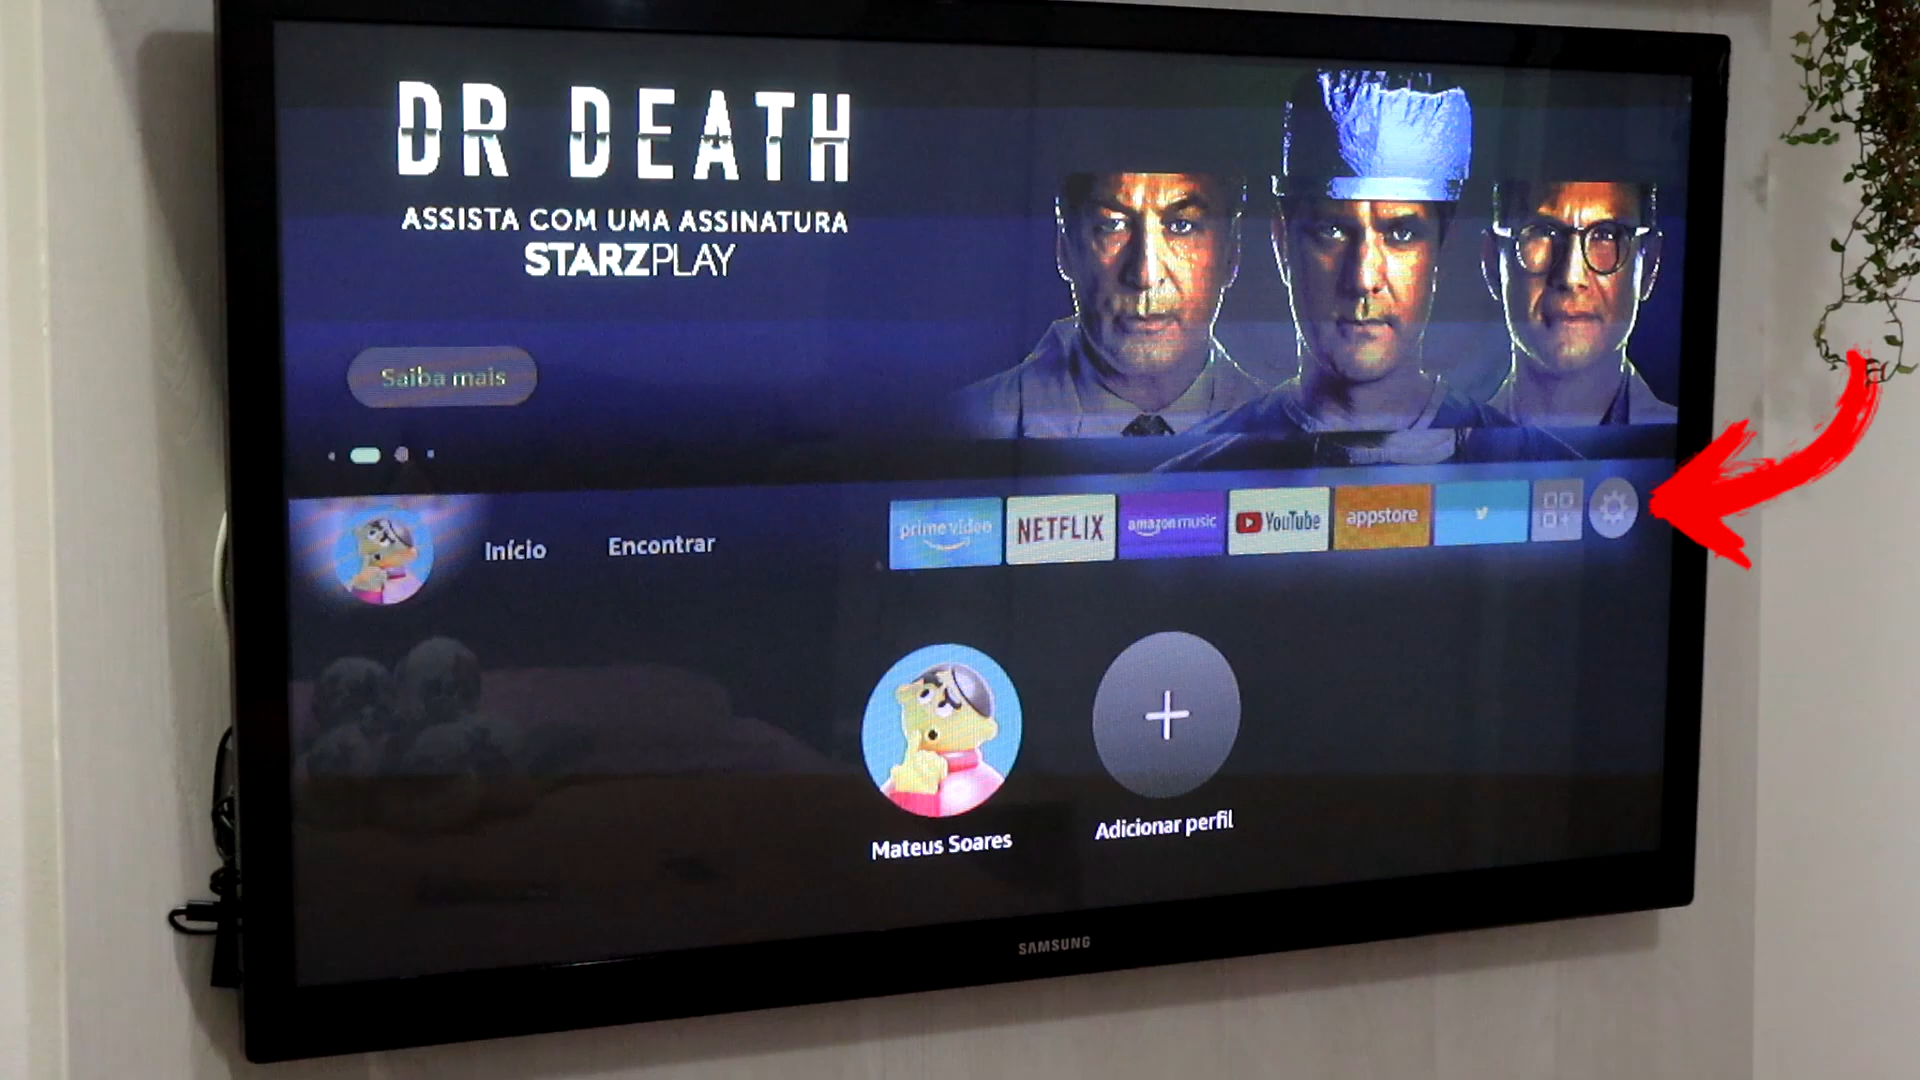 DR DEATH
ASSISTA COM UMA ASSINATURA
STARZPLAY
Saiba mais
Início
Encontrar
prime video
NETFLIX
amazon music
YouTube
appstore
Mateus Soares
Adicionar perfil
SAMSUNG